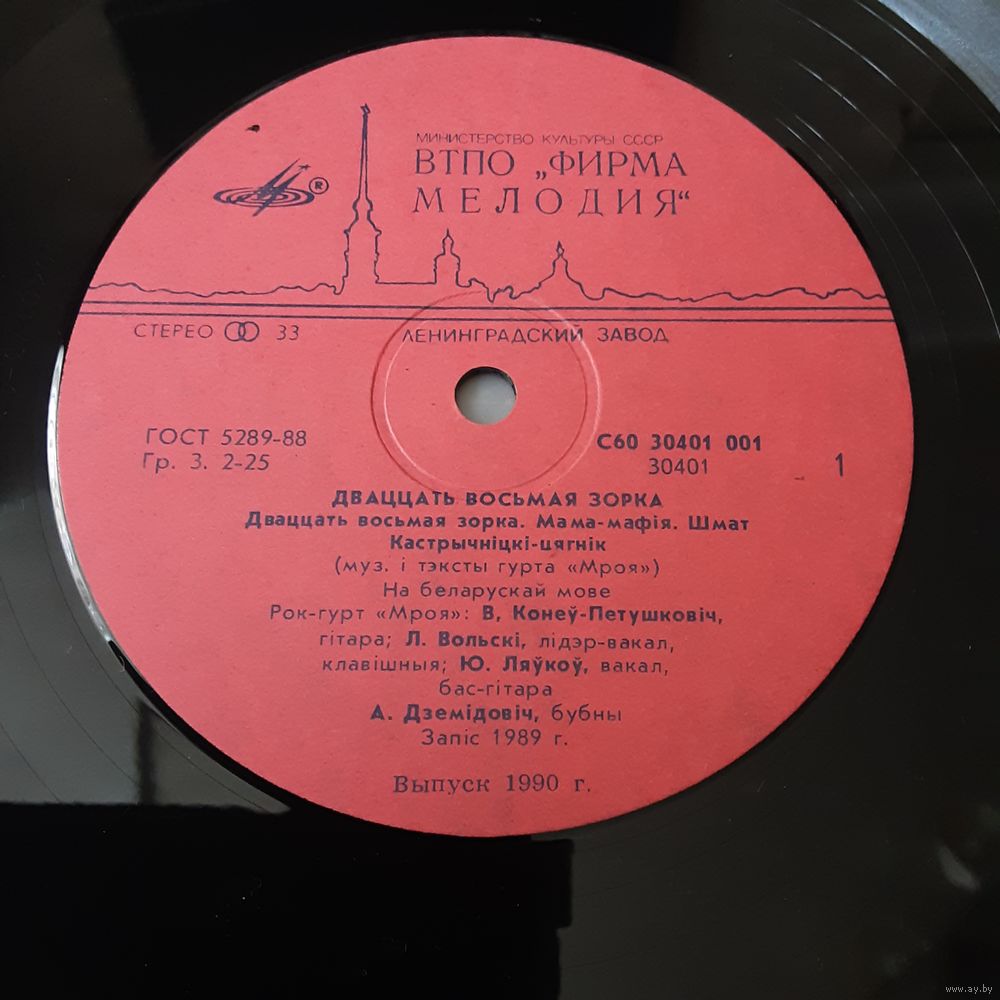 МИНИСТЕРСТВО КУЛЬТУРЫ СССР
ВТПО „ФИРМА
МЕЛОДИЯ“
®
СТЕРЕО 33 ЛЕНИНГРАДСКИЙ ЗАВОД
ГОСТ 5289-88 С60 30401 001
Гр. 3. 2-25 30401 1
ДВАЦЦАТЬ ВОСЬМАЯ ЗОРКА
Дваццать восьмая зорка. Мама-мафія. Шмат
Кастрычніцкі-цягнік
(муз. і тэксты гурта «Мроя»)
На беларускай мове
Рок-гурт «Мроя»: В, Конеў-Петушковіч,
гітара; Л. Вольскі, лідэр-вакал,
клавішныя; Ю. Ляўкоў, вакал,
бас-гітара
А. Дземідовіч, бубны
Запіс 1989 г.
Выпуск 1990 г.
www.ay.by